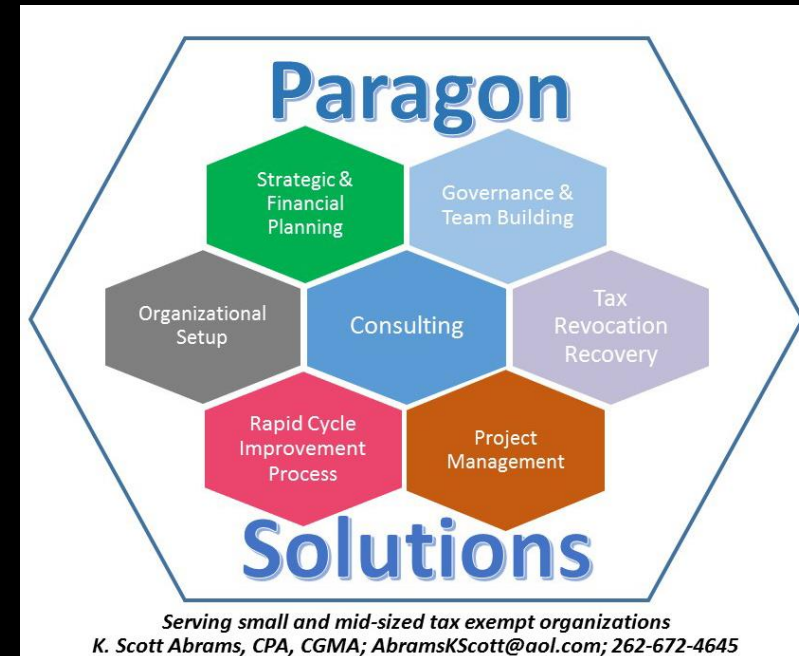 Paragon
Strategic &
Financial
Planning
Governance &
Team Building
Organizational
Setup
Consulting
Tax
Revocation
Recovery
Rapid Cycle
Improvement
Process
Project
Management
Solutions
Serving small and mid-sized tax exempt organizations
K. Scott Abrams, CPA, CGMA; AbramsKScott@aol.com; 262-672-4645